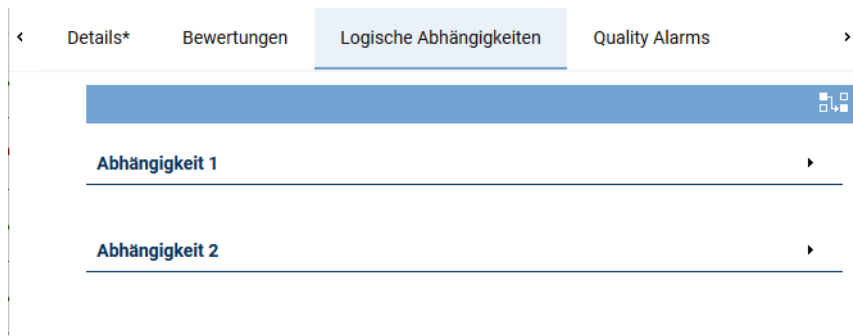 Details* Bewertungen Logische Abhängigkeiten Quality Alarms
Abhängigkeit 1
Abhängigkeit 2